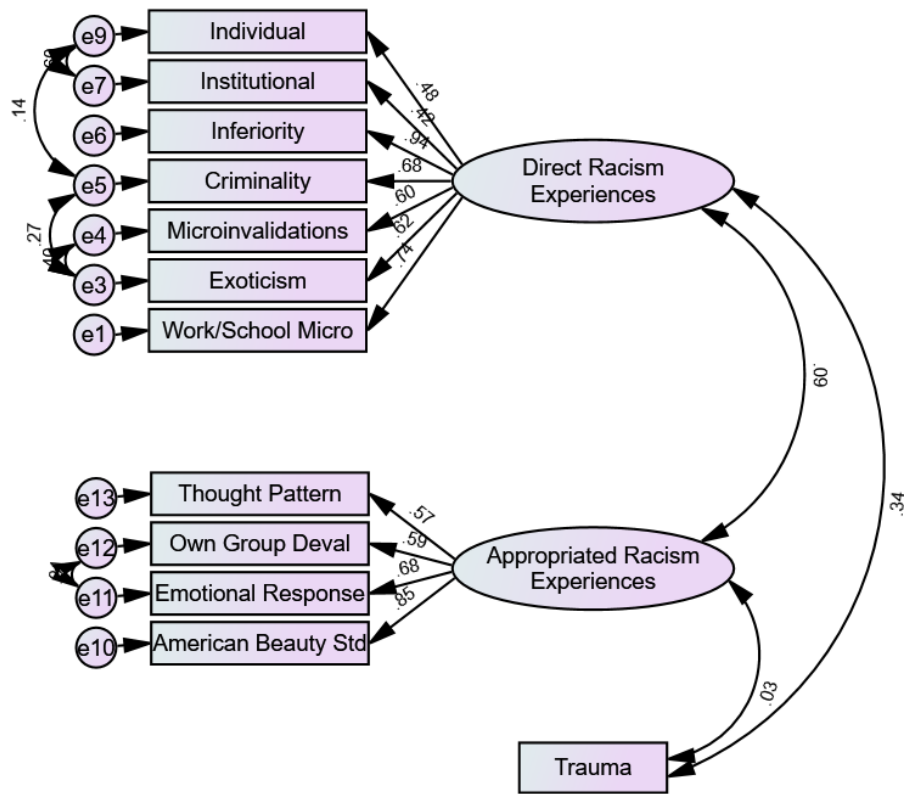 e9
Individual
e7
Institutional
e6
Inferiority
e5
Criminality
e4
Microinvalidations
e3
Exoticism
e1
Work/School Micro
.14
.27
.48
.42
.94
.68
.60
.62
.74
Direct Racism
Experiences
.60
.34
e13
Thought Pattern
e12
Own Group Deval
e11
Emotional Response
e10
American Beauty Std
.57
.59
.68
.85
Appropriated Racism
Experiences
.03
Trauma